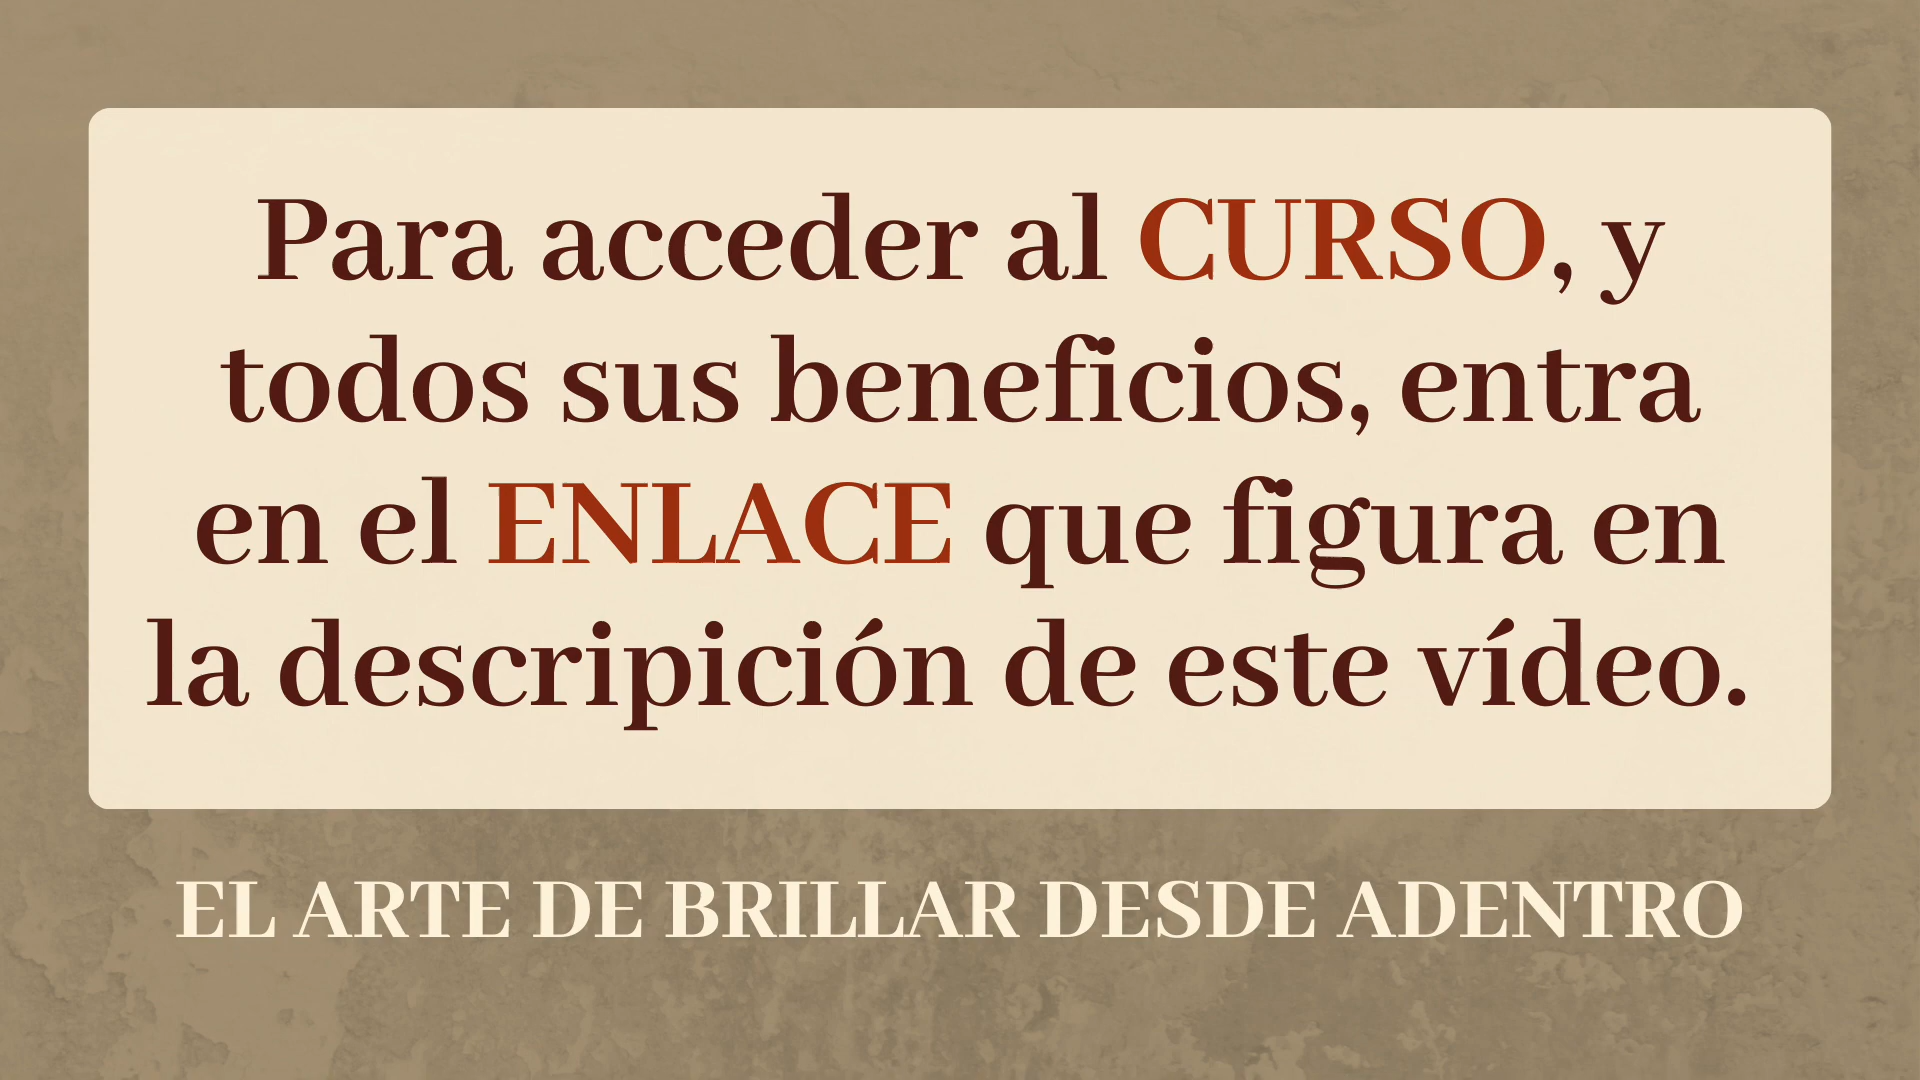 Para acceder al CURSO, y
todos sus beneficios, entra
en el ENLACE que figura en
la descripición de este vídeo.
EL ARTE DE BRILLAR DESDE ADENTRO